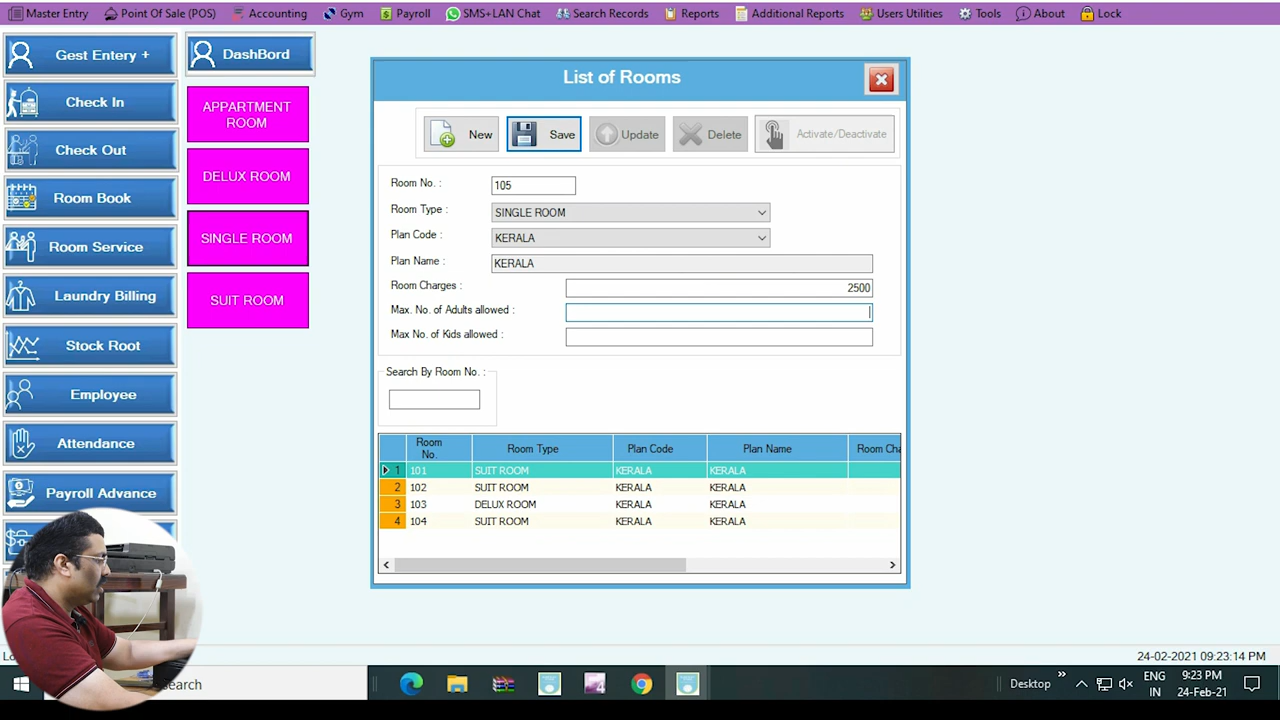 Master Entry Point Of Sale (POS) Accounting Gym Payroll SMS+LAN Chat Search Records Reports Additional Reports Users Utilities Tools About Lock
Gest Entery +
Check In
Check Out
Room Book
Room Service
Laundry Billing
Stock Root
Employee
Attendance
Payroll Advance
DashBord
APPARTMENT
ROOM
DELUX ROOM
SINGLE ROOM
SUIT ROOM
List of Rooms
New Save Update Delete Activate/Deactivate
Room No. : 105
Room Type : SINGLE ROOM
Plan Code : KERALA
Plan Name : KERALA
Room Charges : 2500
Max. No. of Adults allowed :
Max No. of Kids allowed :
Search By Room No. :
Room No. Room Type Plan Code Plan Name Room Cha
1 101 SUIT ROOM KERALA KERALA
2 102 SUIT ROOM KERALA KERALA
3 103 DELUX ROOM KERALA KERALA
4 104 SUIT ROOM KERALA KERALA
24-02-2021 09:23:14 PM
search
Desktop
ENG
IN
9:23 PM
24-Feb-21